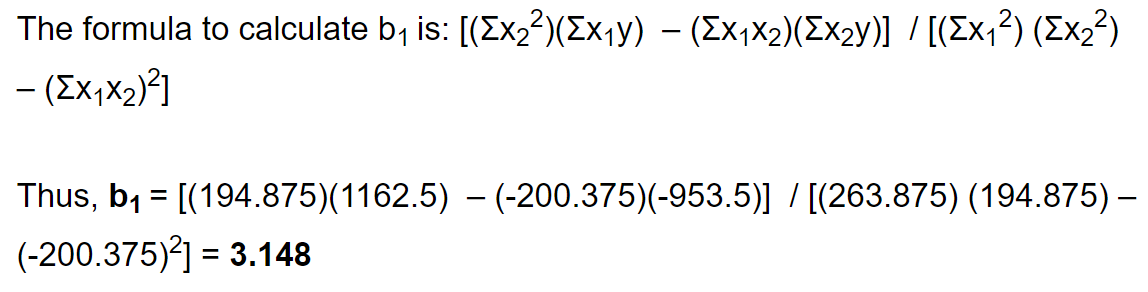 The formula to calculate b₁ is: [(Σx₂²)(Σx₁y) – (Σx₁x₂)(Σx₂y)] / [(Σx₁²) (Σx₂²)
– (Σx₁x₂)²]
Thus, b₁ = [(194.875)(1162.5) – (-200.375)(-953.5)] / [(263.875) (194.875) –
(-200.375)²] = 3.148